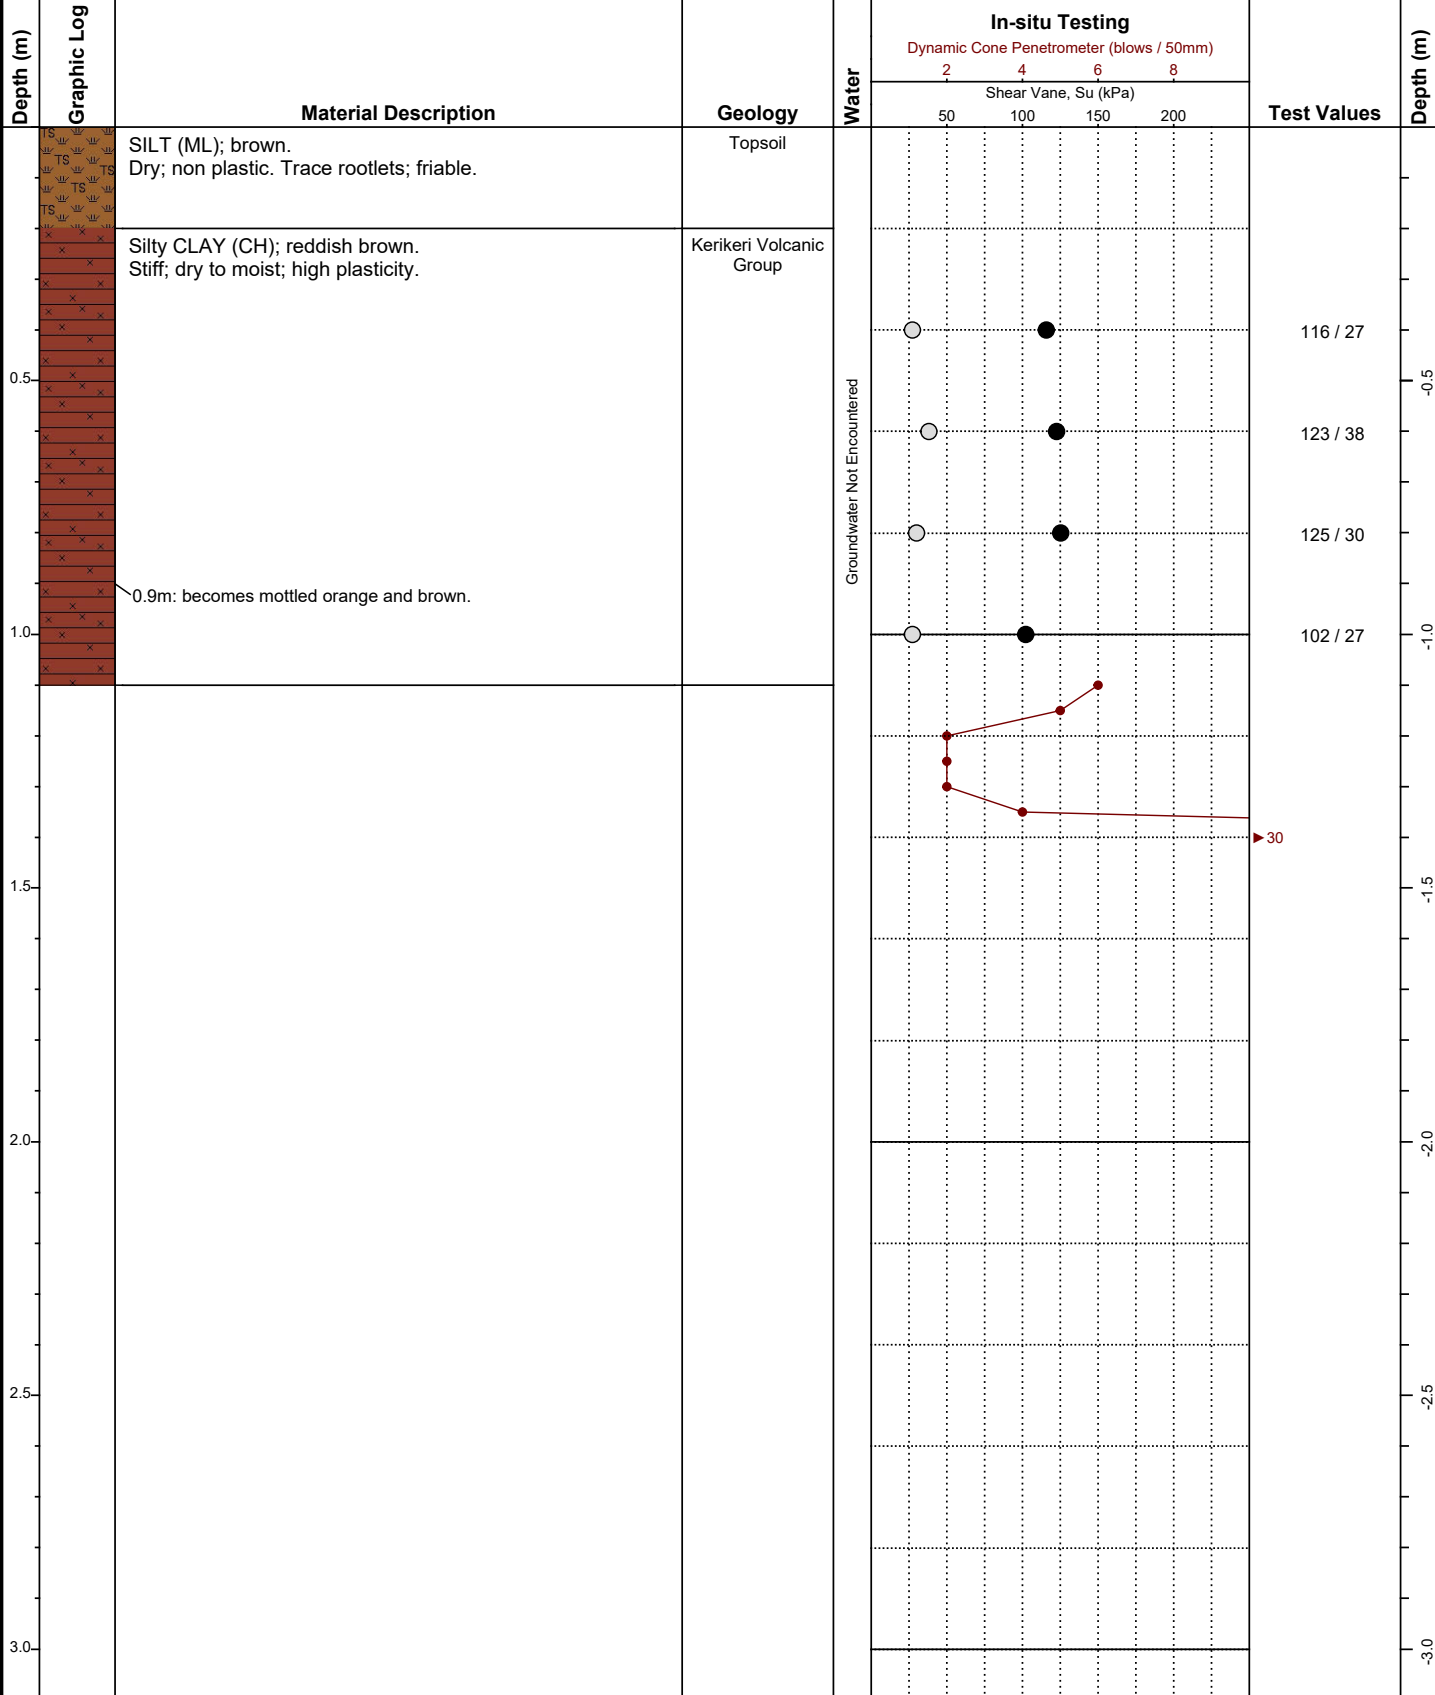 Depth (m)
Graphic Log
Material Description
Geology
Water
In-situ Testing
Dynamic Cone Penetrometer (blows / 50mm)
2 4 6 8
Shear Vane, Su (kPa)
50 100 150 200
Test Values
Depth (m)
TS
TS
TS
TS
TS
SILT (ML); brown.
Dry; non plastic. Trace rootlets; friable.
Topsoil
Silty CLAY (CH); reddish brown.
Stiff; dry to moist; high plasticity.
Kerikeri Volcanic
Group
Groundwater Not Encountered
116 / 27
0.5
-0.5
123 / 38
125 / 30
0.9m: becomes mottled orange and brown.
1.0
102 / 27
-1.0
30
1.5
-1.5
2.0
-2.0
2.5
-2.5
3.0
-3.0